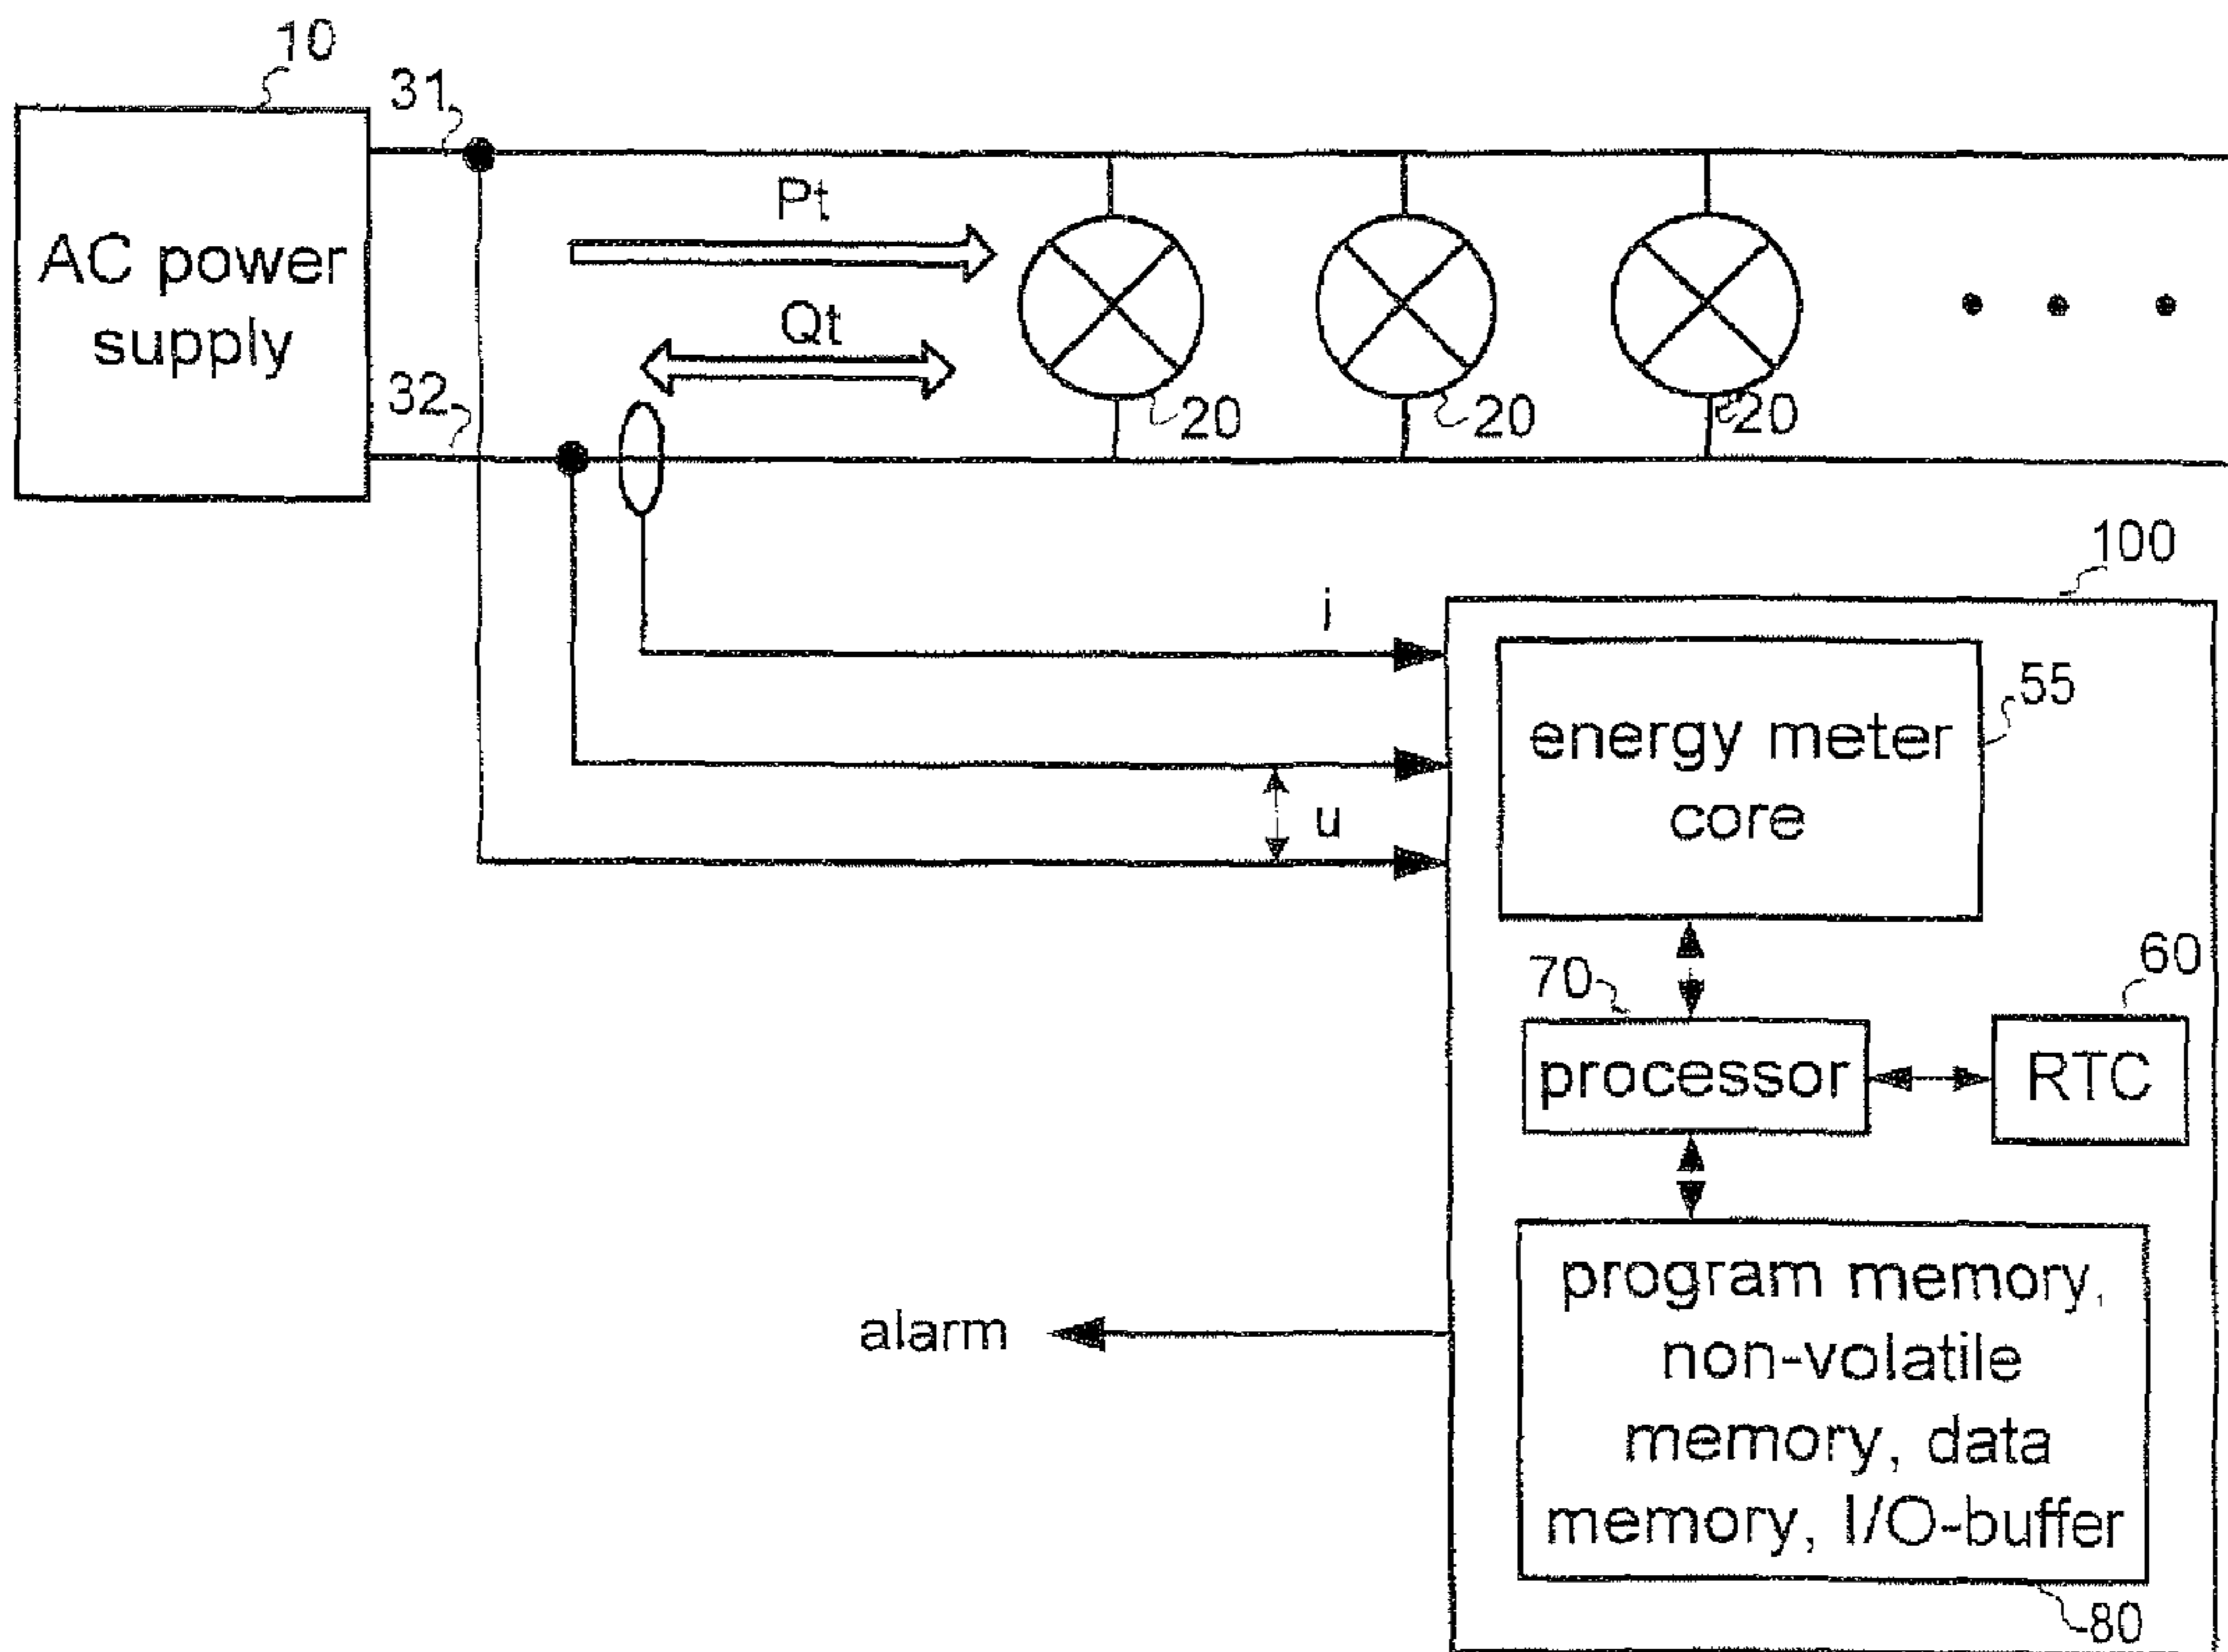 10
31
AC power
supply
Pt
Qt
32
20
20
20
100
i
u
energy meter
core
55
70
processor
60
RTC
program memory,
non-volatile
memory, data
memory, I/O-buffer
80
alarm